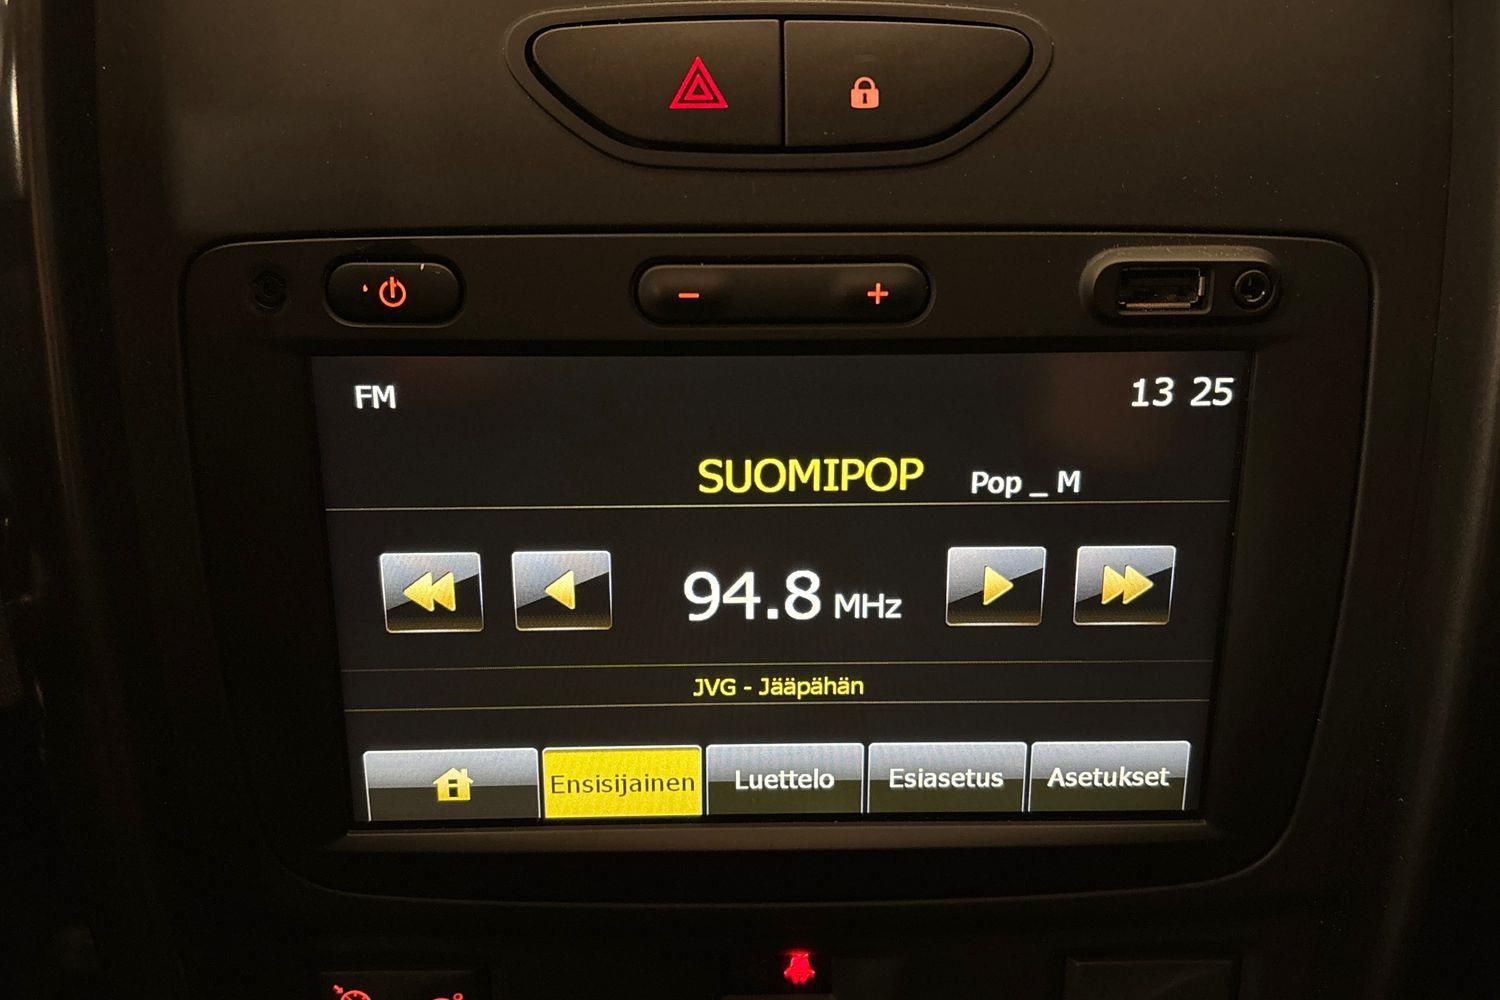 FM
13 25
SUOMIPOP Pop _ M
94.8 MHz
JVG - Jääpähän
Ensisijainen Luettelo Esiasetus Asetukset